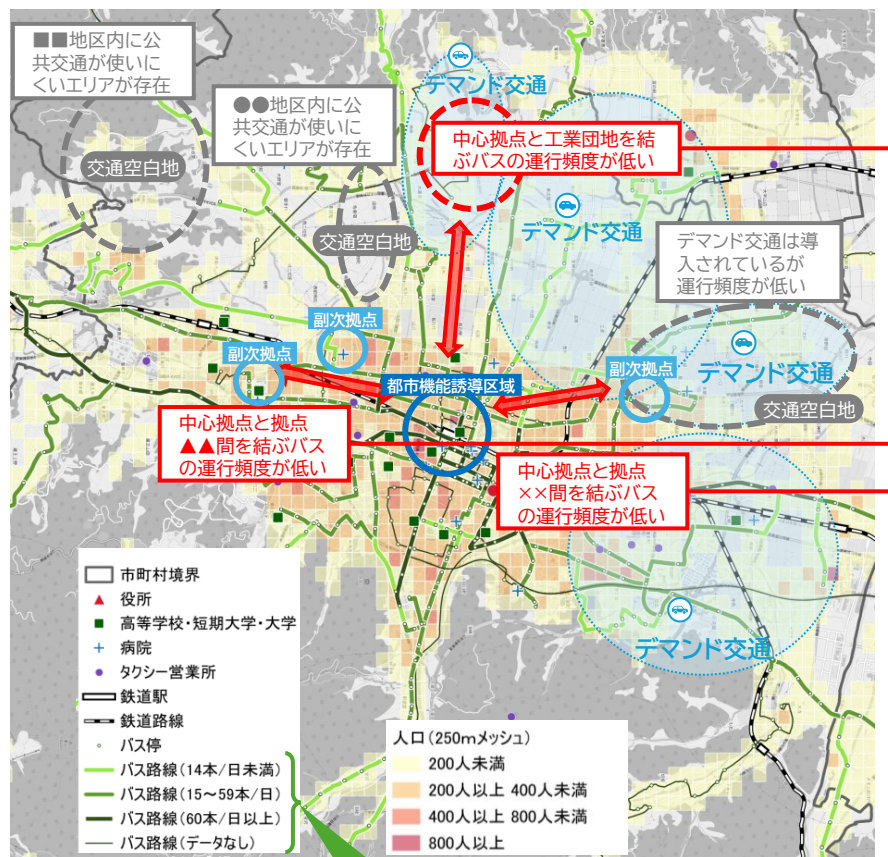 ■■地区内に公
共交通が使いに
くいエリアが存在
●●地区内に公
共交通が使いに
くいエリアが存在
デマンド交通
中心拠点と工業団地を結
ぶバスの運行頻度が低い
交通空白地
交通空白地
デマンド交通
デマンド交通は導
入されているが
運行頻度が低い
副次拠点
副次拠点
都市機能誘導区域
副次拠点
デマンド交通
交通空白地
中心拠点と拠点
▲▲間を結ぶバス
の運行頻度が低い
中心拠点と拠点
××間を結ぶバス
の運行頻度が低い
デマンド交通
市町村境界
役所
高等学校・短期大学・大学
病院
タクシー営業所
鉄道駅
鉄道路線
バス停
バス路線(14本/日未満)
バス路線(15～59本/日)
バス路線(60本/日以上)
バス路線(データなし)
人口(250mメッシュ)
200人未満
200人以上 400人未満
400人以上 800人未満
800人以上